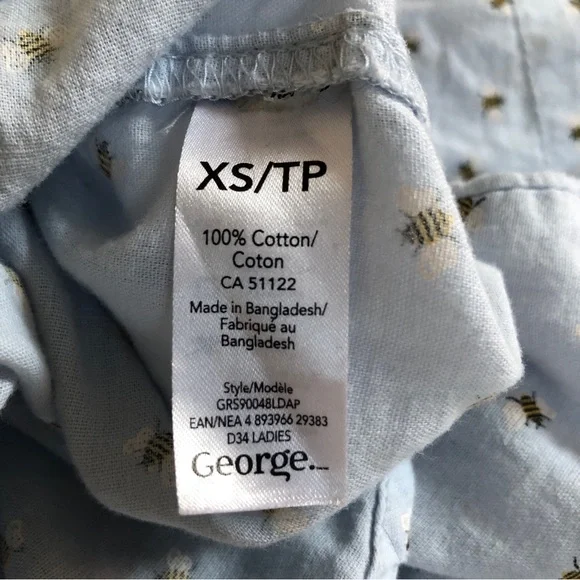 XS/TP
100% Cotton/
Coton
CA 51122
Made in Bangladesh/
Fabriqué au
Bangladesh
Style/Modèle
GRS90048LDAP
EAN/NEA 4 893966 29383
D34 LADIES
George.